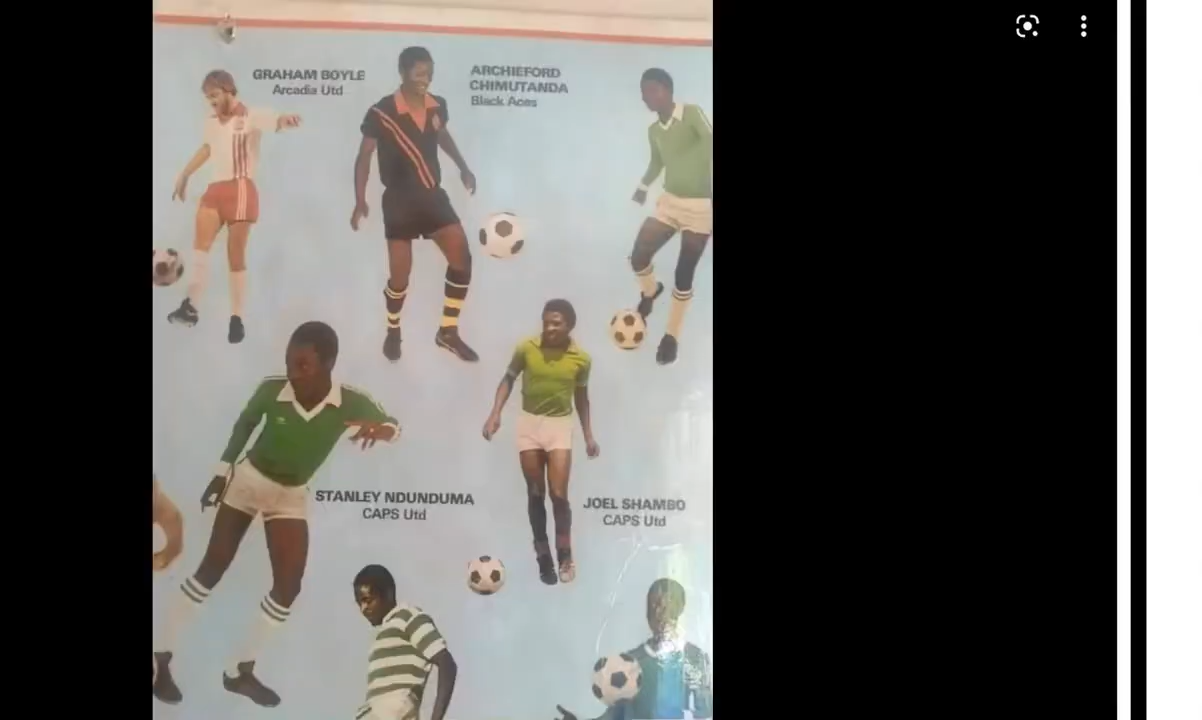 GRAHAM BOYLE
Arcadia Utd
ARCHIEFORD
CHIMUTANDA
Black Aces
STANLEY NDUNDUMA
CAPS Utd
JOEL SHAMBO
CAPS Utd